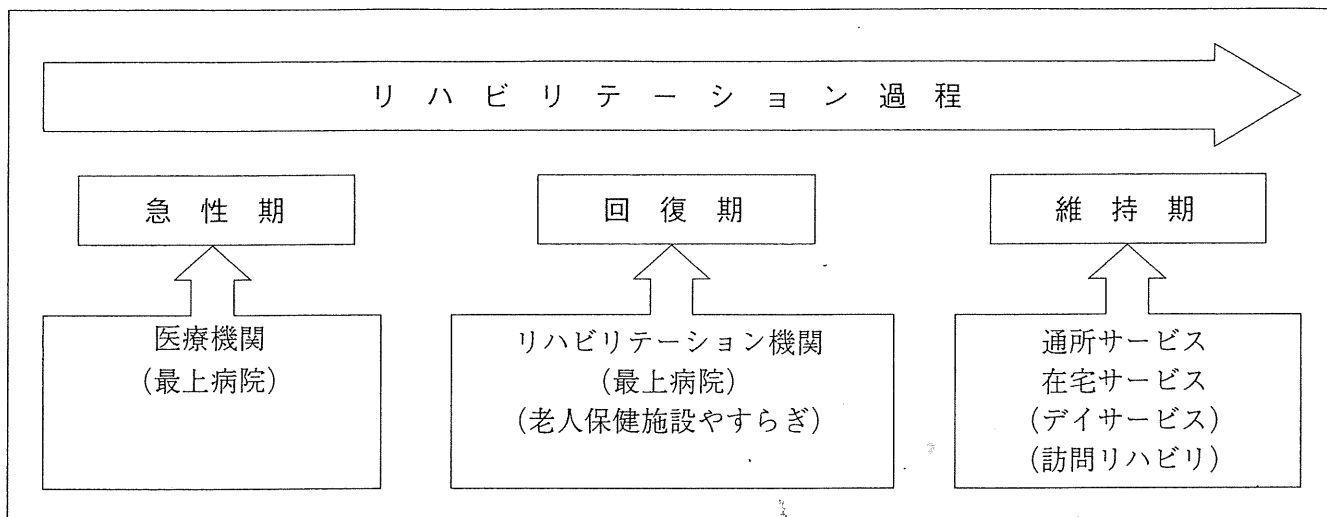 リハビリテーション過程
急性期
回復期
維持期
医療機関
(最上病院)
リハビリテーション機関
(最上病院)
(老人保健施設やすらぎ)
通所サービス
在宅サービス
(デイサービス)
(訪問リハビリ)